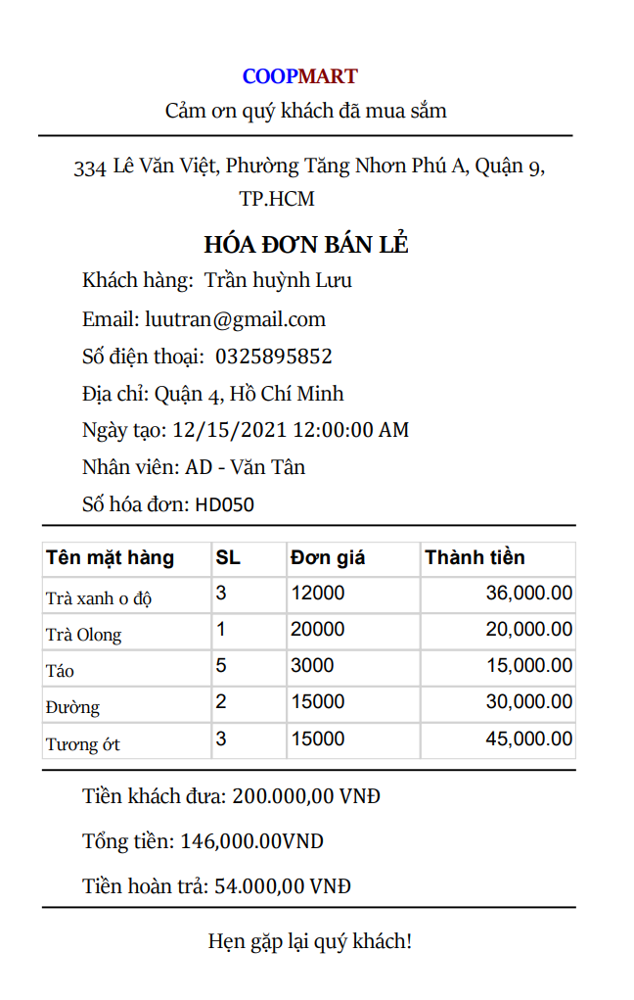 COOPMART
Cảm ơn quý khách đã mua sắm
334 Lê Văn Việt, Phường Tăng Nhơn Phú A, Quận 9,
TP.HCM
HÓA ĐƠN BÁN LẺ
Khách hàng: Trần huỳnh Lưu
Email: luutran@gmail.com
Số điện thoại: 0325895852
Địa chỉ: Quận 4, Hồ Chí Minh
Ngày tạo: 12/15/2021 12:00:00 AM
Nhân viên: AD - Văn Tân
Số hóa đơn: HD050
Tên mặt hàng SL Đơn giá Thành tiền
Trà xanh 0 độ 3 12000 36,000.00
Trà Olong 1 20000 20,000.00
Táo 5 3000 15,000.00
Đường 2 15000 30,000.00
Tương ớt 3 15000 45,000.00
Tiền khách đưa: 200.000,00 VNĐ
Tổng tiền: 146,000.00VND
Tiền hoàn trả: 54.000,00 VNĐ
Hẹn gặp lại quý khách!